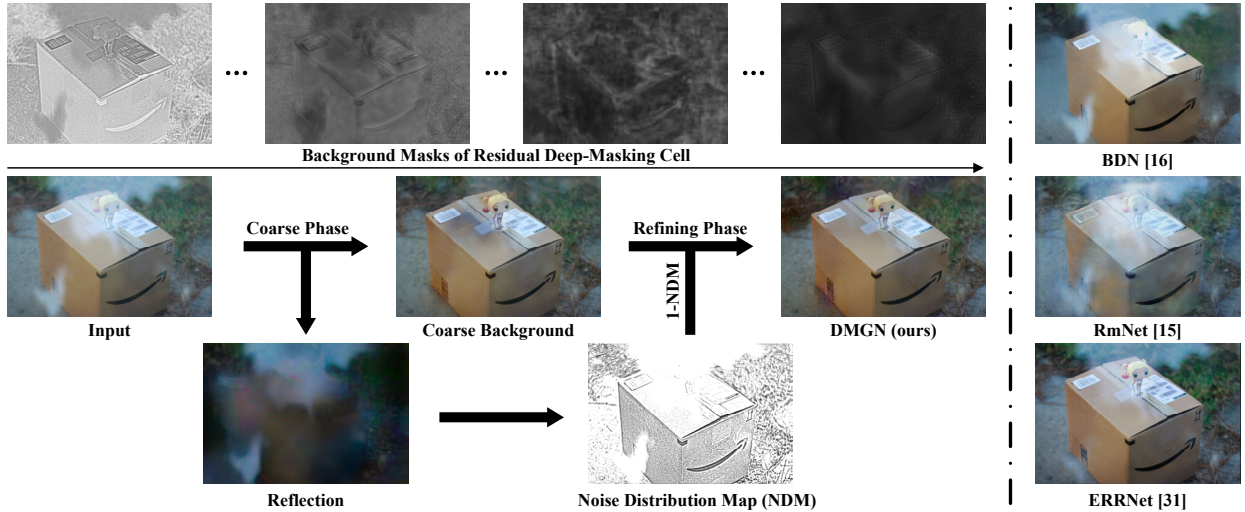 ... ... ...
Background Masks of Residual Deep-Masking Cell
BDN [16]
Coarse Phase
Refining Phase
1-NDM
Input
Coarse Background
DMGN (ours)
RmNet [15]
Reflection
Noise Distribution Map (NDM)
ERRNet [31]